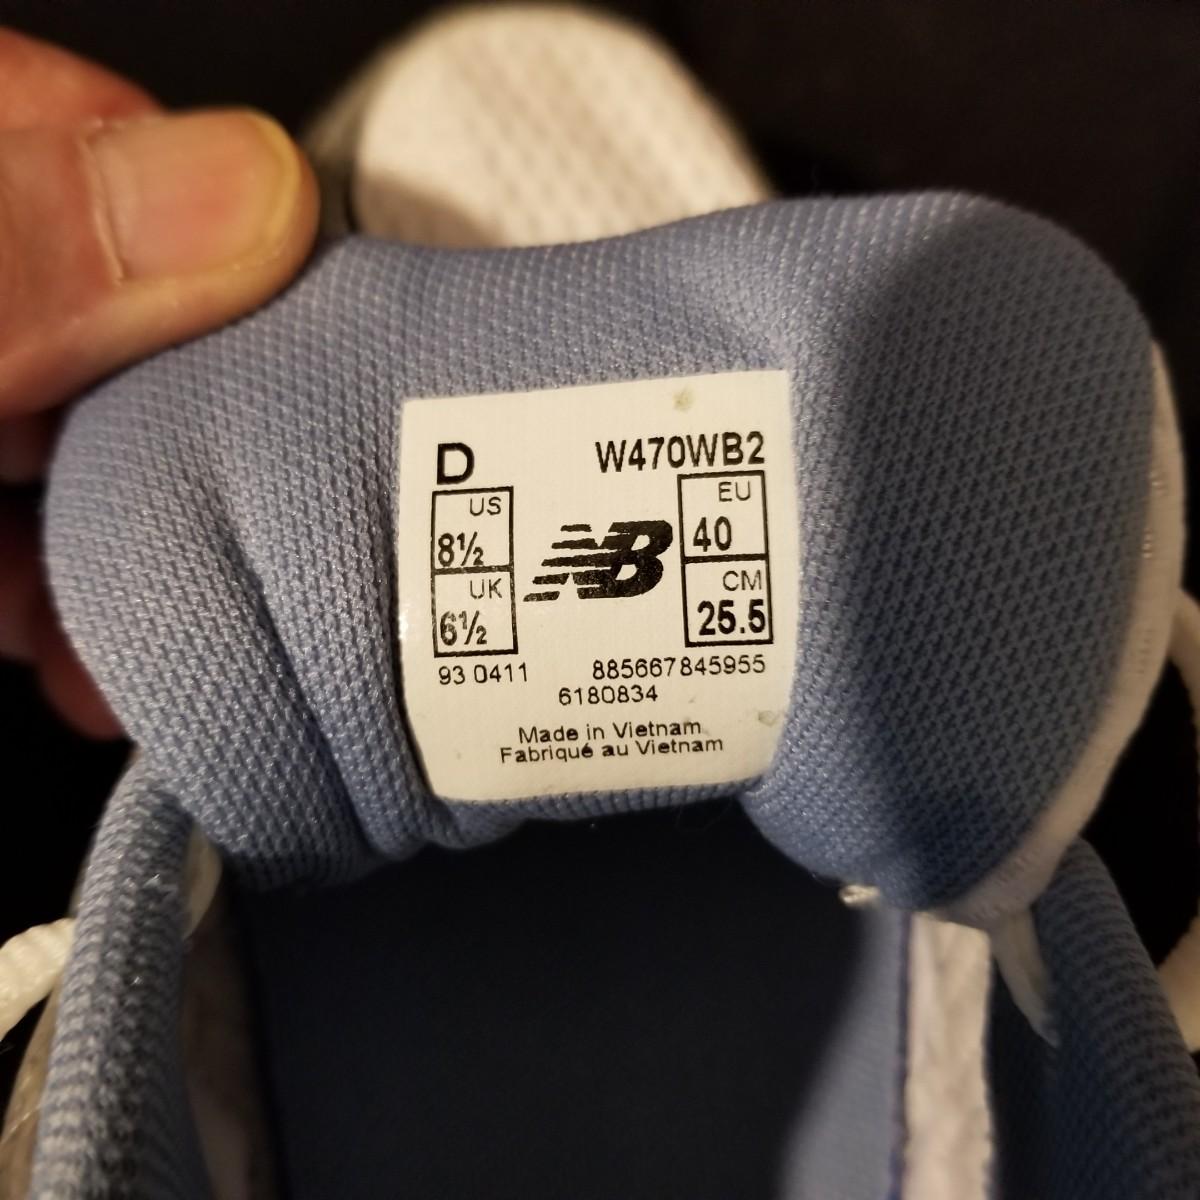 D W470WB2
US EU
8½ NB 40
UK CM
6½ 25.5
93 0411 885667845955
6180834
Made in Vietnam
Fabriqué au Vietnam